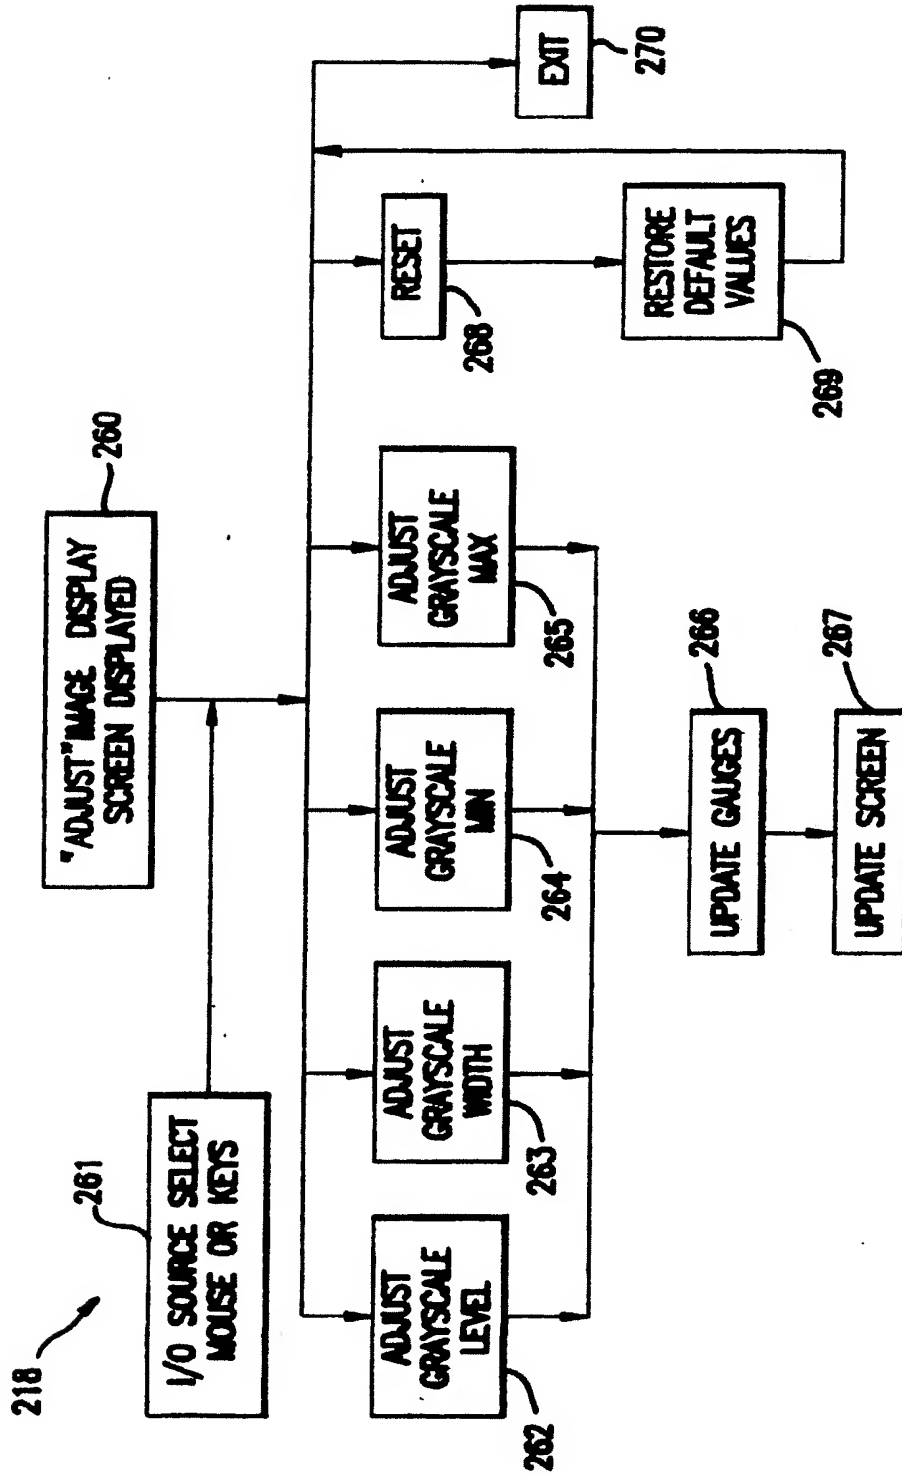 218
261
I/O SOURCE SELECT
MOUSE OR KEYS
260
"ADJUST" IMAGE DISPLAY
SCREEN DISPLAYED
ADJUST
GRAYSCALE
LEVEL
262
ADJUST
GRAYSCALE
WIDTH
263
ADJUST
GRAYSCALE
MIN
264
ADJUST
GRAYSCALE
MAX
265
RESET
268
EXIT
270
RESTORE
DEFAULT
VALUES
269
UPDATE GAUGES
266
UPDATE SCREEN
267